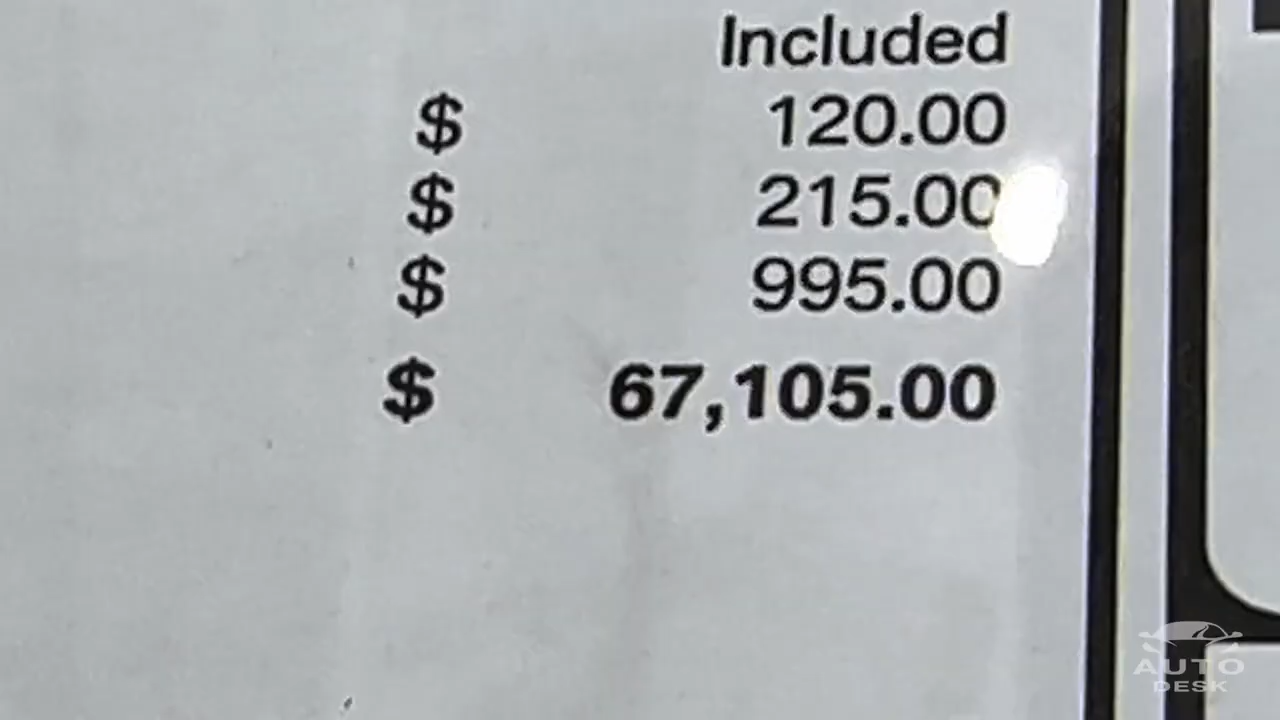 Included
$ 120.00
$ 215.00
$ 995.00
$ 67,105.00
AUTO
DESK